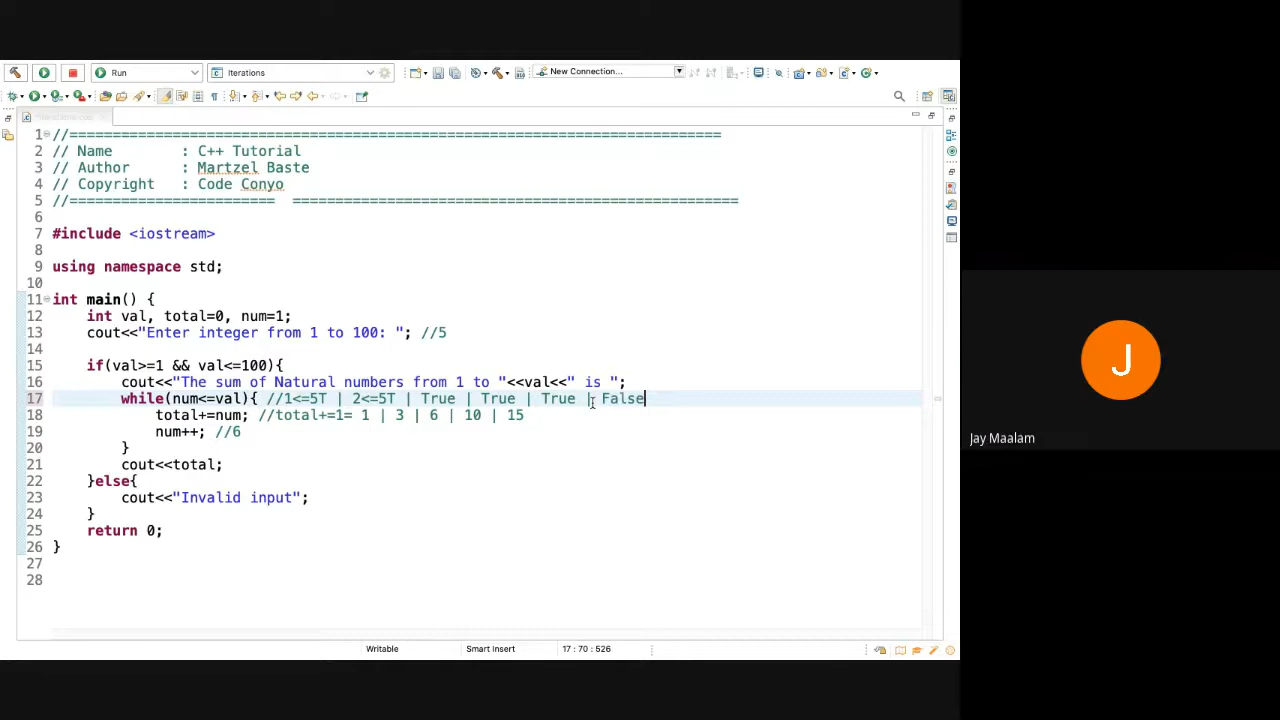 Run
Iterations
New Connection...
1 //============================================================================
2 // Name : C++ Tutorial
3 // Author : Martzel Baste
4 // Copyright : Code Conyo
5 //======================== ====================================================
6
7 #include <iostream>
8
9 using namespace std;
10
11 int main() {
12 int val, total=0, num=1;
13 cout<<"Enter integer from 1 to 100: "; //5
14
15 if(val>=1 && val<=100){
16 cout<<"The sum of Natural numbers from 1 to "<<val<<" is ";
17 while(num<=val){ //1<=5T | 2<=5T | True | True | True | False
18 total+=num; //total+=1= 1 | 3 | 6 | 10 | 15
19 num++; //6
20 }
21 cout<<total;
22 }else{
23 cout<<"Invalid input";
24 }
25 return 0;
26 }
27
28
Writable Smart Insert 17 : 70 : 526
J
Jay Maalam